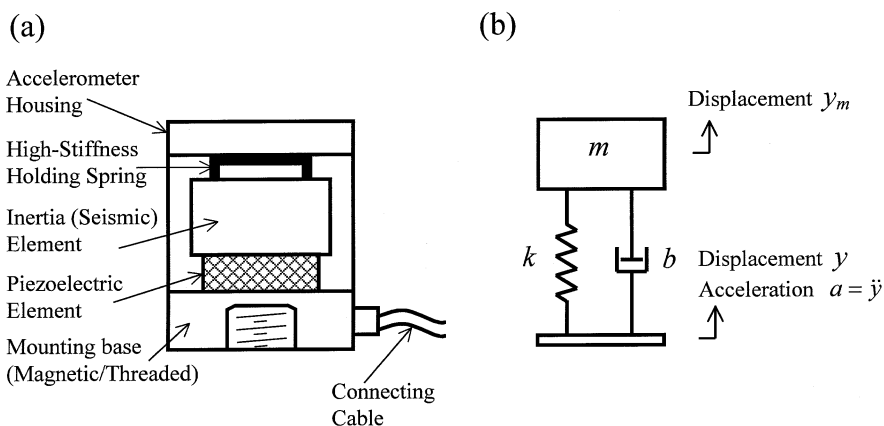 (a)
Accelerometer
Housing
High-Stiffness
Holding Spring
Inertia (Seismic)
Element
Piezoelectric
Element
Mounting base
(Magnetic/Threaded)
Connecting
Cable
(b)
Displacement yₘ
m
k
b
Displacement y
Acceleration a = ÿ